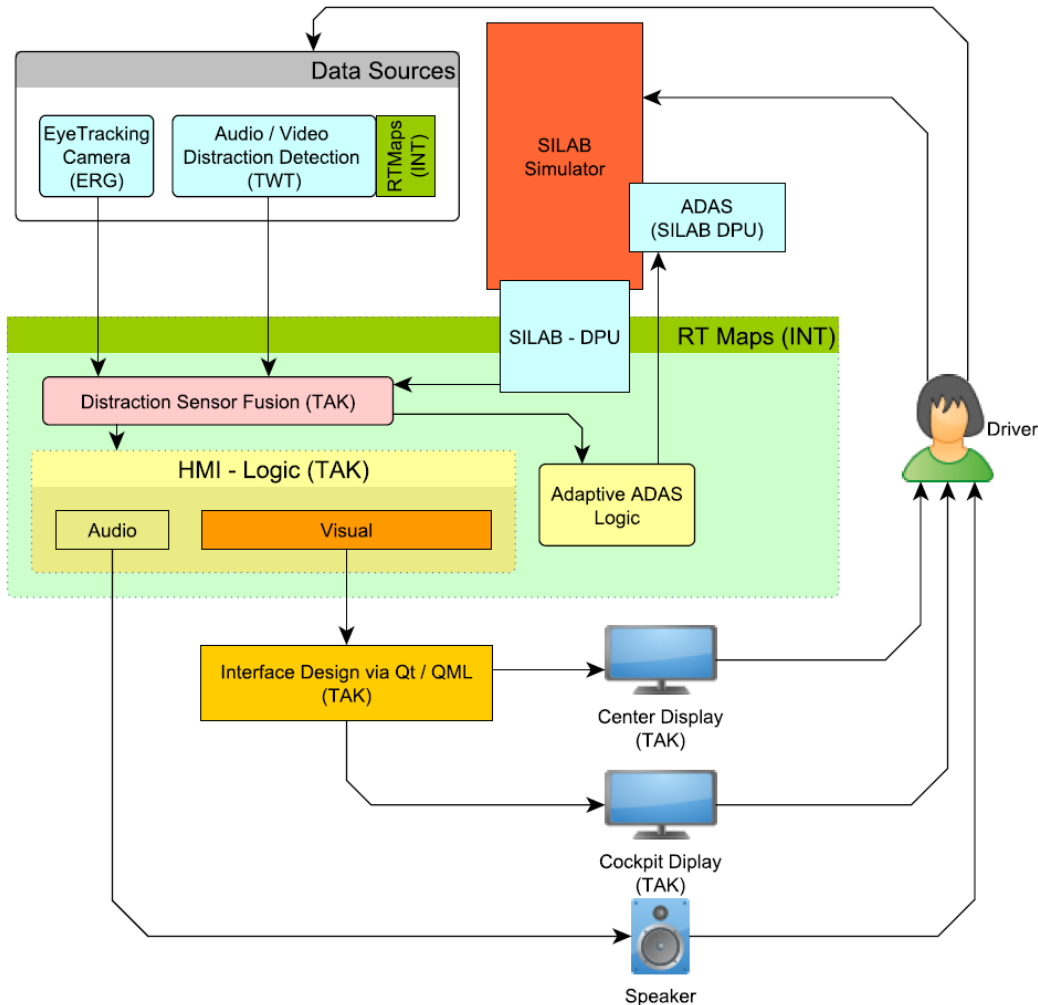 Data Sources
EyeTracking
Camera
(ERG)
Audio / Video
Distraction Detection
(TWT)
RTMaps
(INT)
SILAB
Simulator
ADAS
(SILAB DPU)
SILAB - DPU
RT Maps (INT)
Distraction Sensor Fusion (TAK)
HMI - Logic (TAK)
Audio
Visual
Adaptive ADAS
Logic
Driver
Interface Design via Qt / QML
(TAK)
Center Display
(TAK)
Cockpit Diplay
(TAK)
Speaker